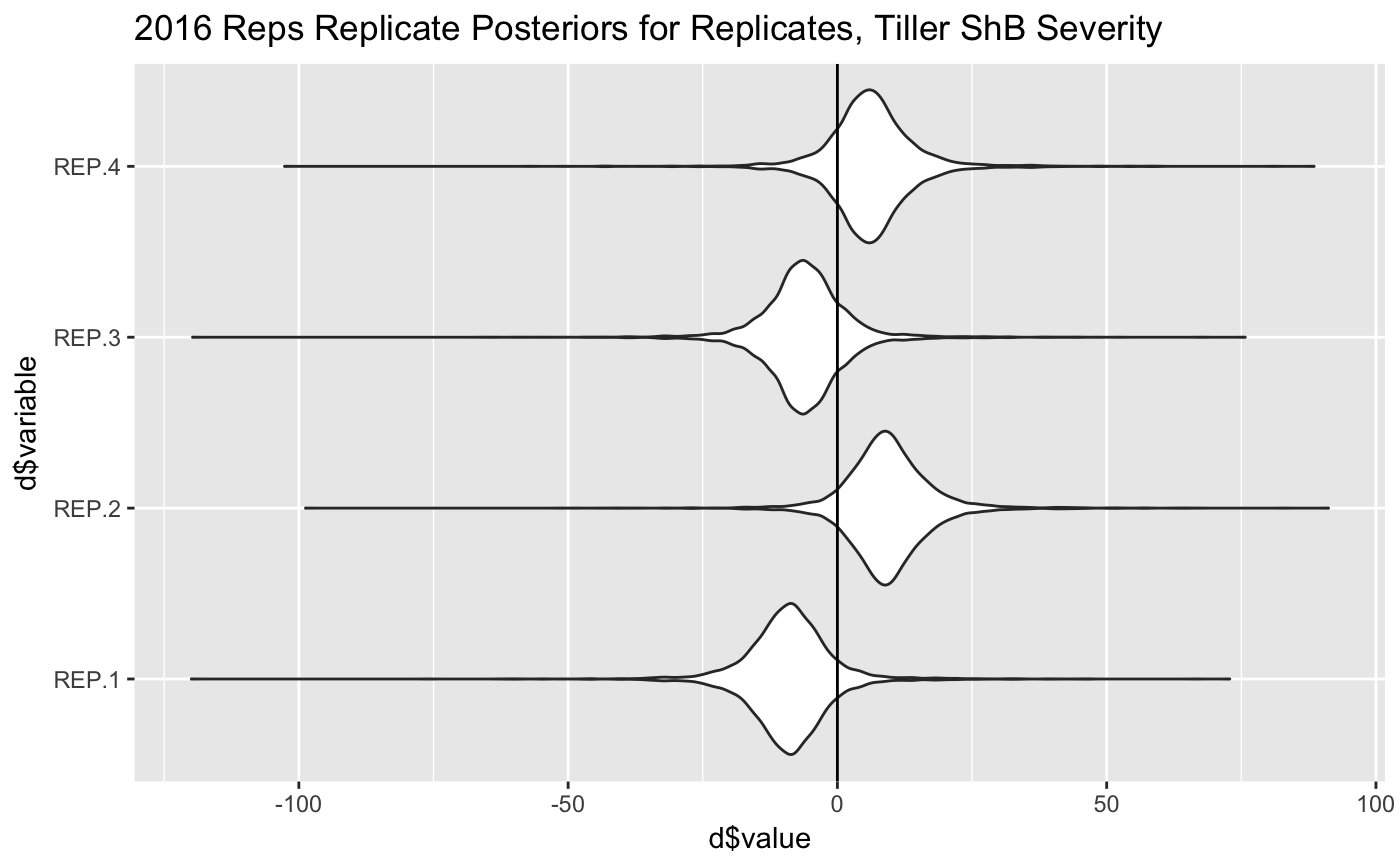 2016 Reps Replicate Posteriors for Replicates, Tiller ShB Severity
REP.4
REP.3
REP.2
REP.1
d$variable
-100 -50 0 50 100
d$value